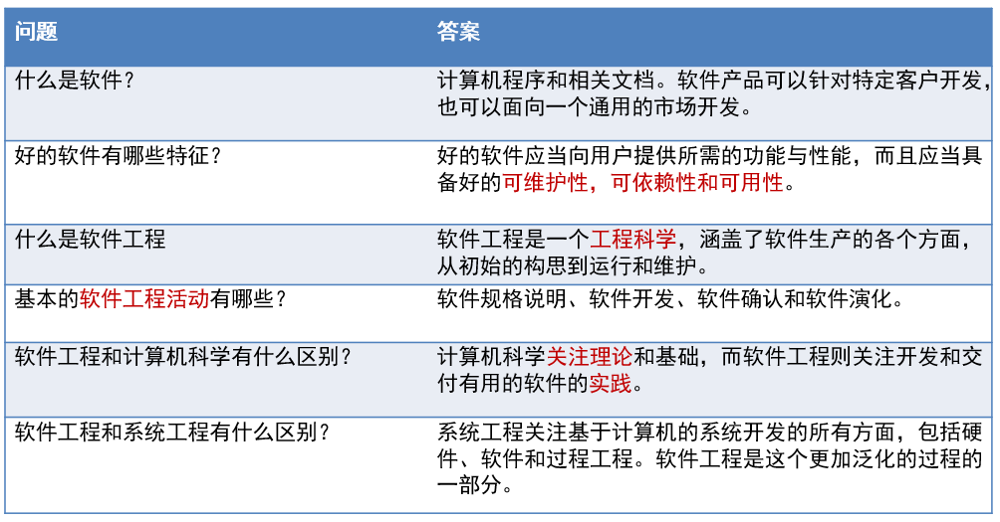 问题
答案
什么是软件？
计算机程序和相关文档。软件产品可以针对特定客户开发，
也可以面向一个通用的市场开发。
好的软件有哪些特征？
好的软件应当向用户提供所需的功能与性能，而且应当具
备好的可维护性，可依赖性和可用性。
什么是软件工程
软件工程是一个工程科学，涵盖了软件生产的各个方面，
从初始的构思到运行和维护。
基本的软件工程活动有哪些？
软件规格说明、软件开发、软件确认和软件演化。
软件工程和计算机科学有什么区别？
计算机科学关注理论和基础，而软件工程则关注开发和交
付有用的软件的实践。
软件工程和系统工程有什么区别？
系统工程关注基于计算机的系统开发的所有方面，包括硬
件、软件和过程工程。软件工程是这个更加泛化的过程的
一部分。